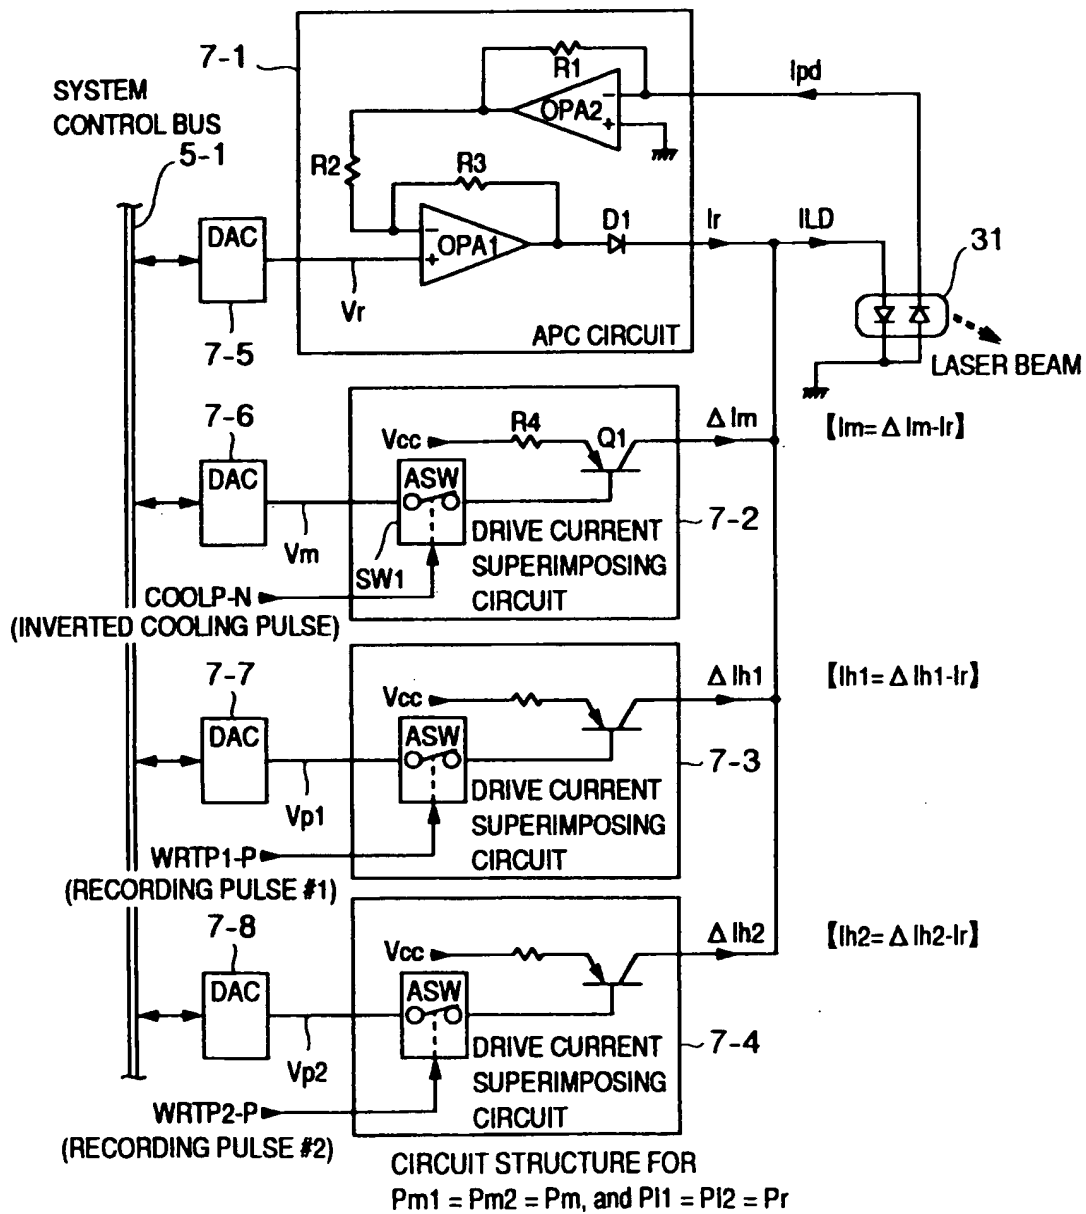 7-1
SYSTEM
CONTROL BUS
5-1
R1
OPA2
-
+
Ipd
R2
R3
-
OPA1
+
D1
Ir
ILD
31
DAC
Vr
7-5
APC CIRCUIT
LASER BEAM
7-6
DAC
Vm
Vcc
R4
Q1
ASW
SW1
DRIVE CURRENT
SUPERIMPOSING
CIRCUIT
7-2
Δ Im
【Im= Δ Im-Ir】
COOLP-N
(INVERTED COOLING PULSE)
7-7
DAC
Vp1
Vcc
ASW
DRIVE CURRENT
SUPERIMPOSING
CIRCUIT
7-3
Δ Ih1
【Ih1= Δ Ih1-Ir】
WRTP1-P
(RECORDING PULSE #1)
7-8
DAC
Vp2
Vcc
ASW
DRIVE CURRENT
SUPERIMPOSING
CIRCUIT
7-4
Δ Ih2
【Ih2= Δ Ih2-Ir】
WRTP2-P
(RECORDING PULSE #2)
CIRCUIT STRUCTURE FOR
Pm1 = Pm2 = Pm, and Pl1 = Pl2 = Pr